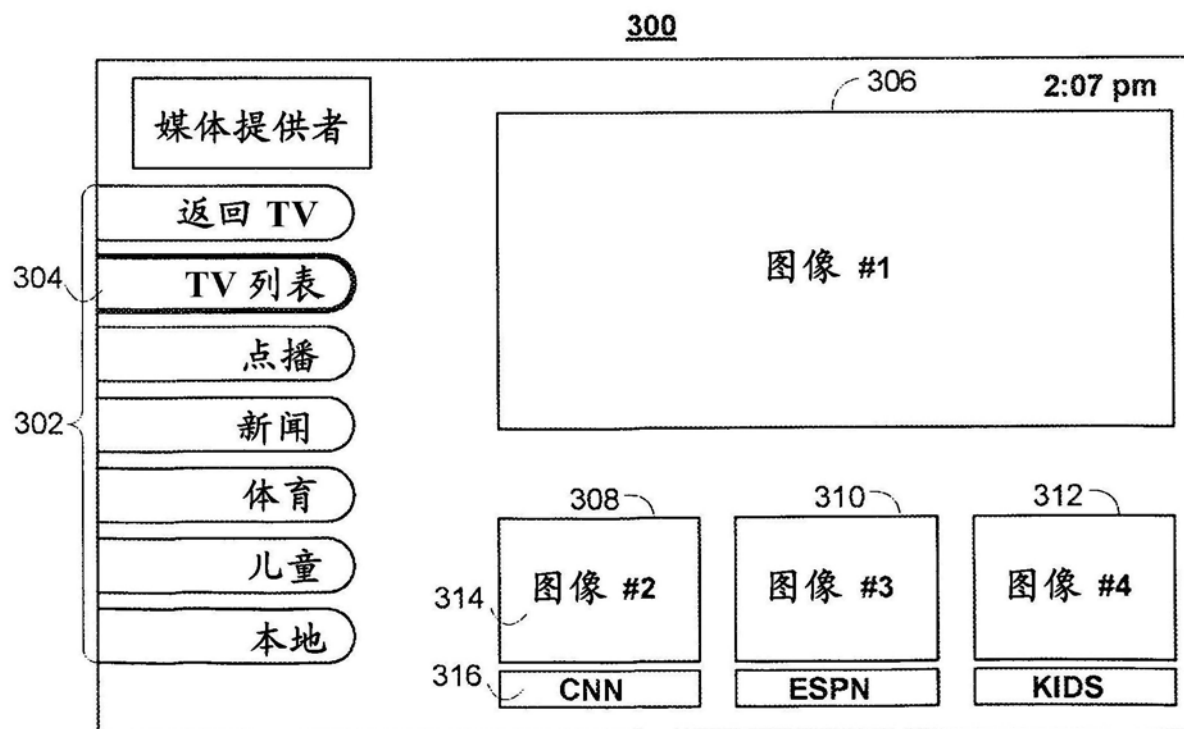 300
306
2:07 pm
媒体提供者
返回 TV
304
TV 列表
图像 #1
点播
302
新闻
体育
308
310
312
儿童
314
图像 #2
图像 #3
图像 #4
本地
316
CNN
ESPN
KIDS